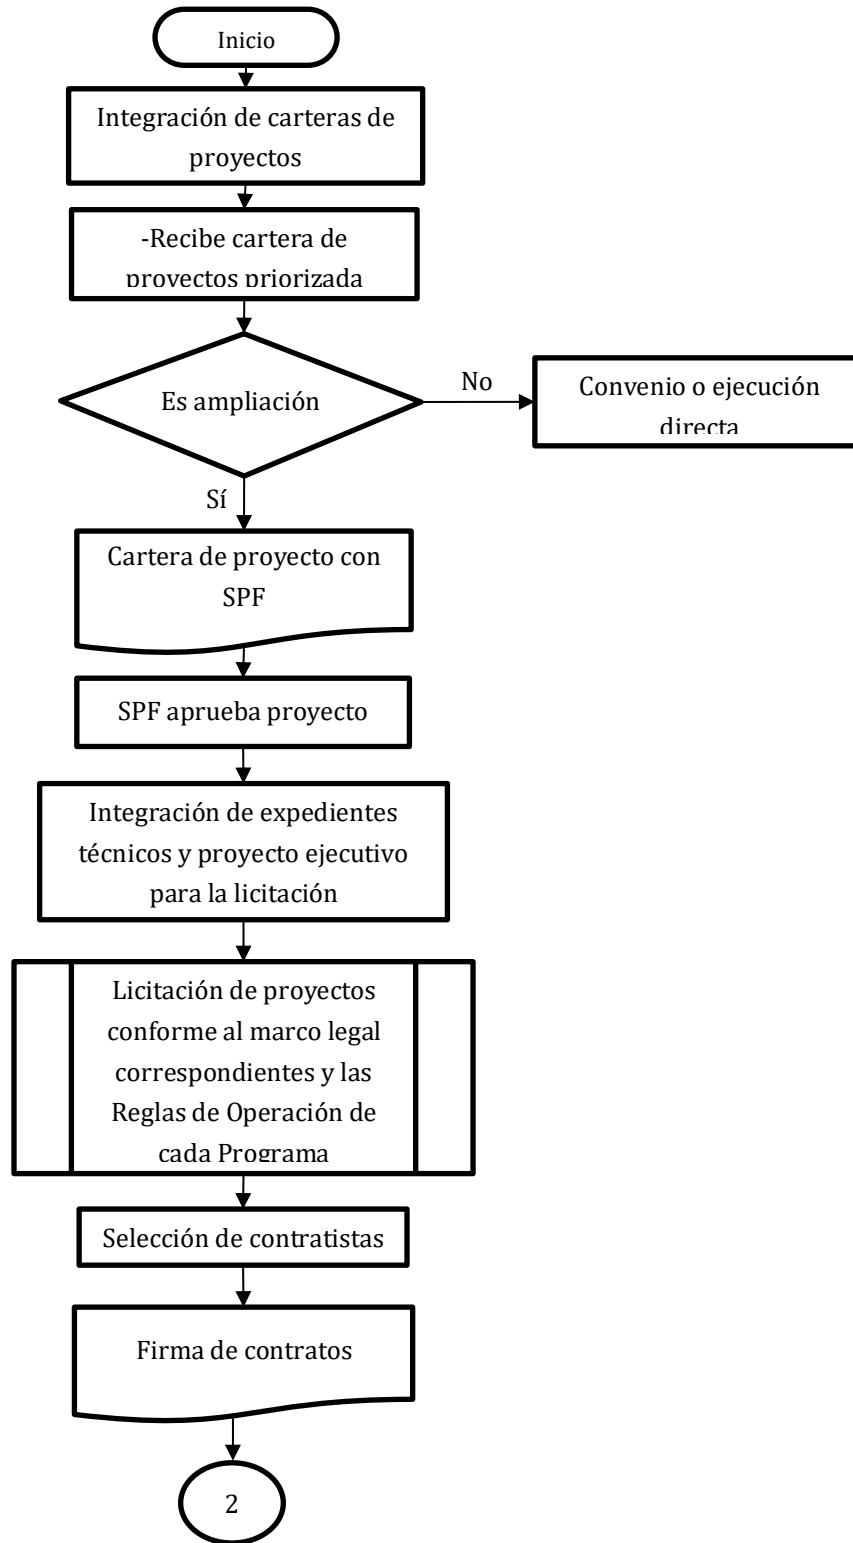 Inicio
Integración de carteras de
proyectos
-Recibe cartera de
proyectos priorizada
Es ampliación
No
Convenio o ejecución
directa
Sí
Cartera de proyecto con
SPF
SPF aprueba proyecto
Integración de expedientes
técnicos y proyecto ejecutivo
para la licitación
Licitación de proyectos
conforme al marco legal
correspondientes y las
Reglas de Operación de
cada Programa
Selección de contratistas
Firma de contratos
2